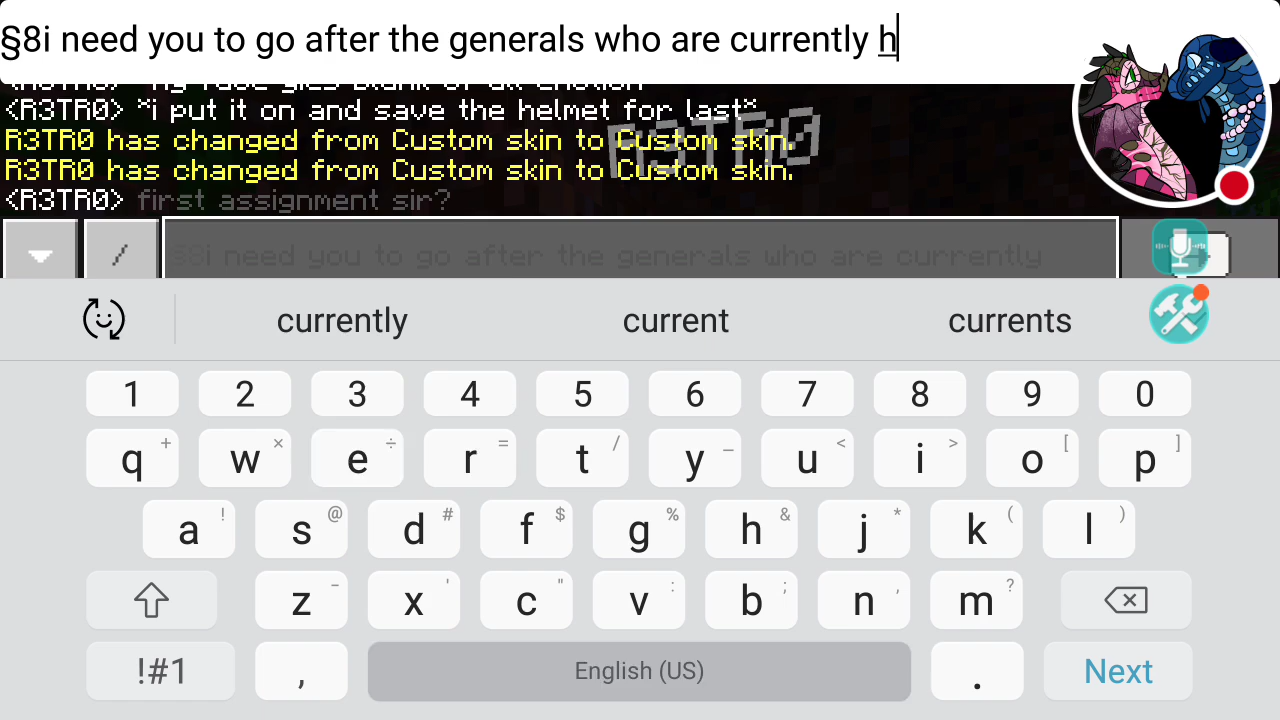 §8i need you to go after the generals who are currently h
<R3TR0> *i put it on and save the helmet for last*
R3TR0
R3TR0 has changed from Custom skin to Custom skin.
R3TR0 has changed from Custom skin to Custom skin.
<R3TR0> first assignment sir?
/
§8i need you to go after the generals who are currently
currently current currents
1 2 3 4 5 6 7 8 9 0
q + w × e ÷ r = t / y _ u < i > o [ p ]
a ! s @ d # f $ g % h & j * k ( l )
z - x ' c " v : b ; n , m ?
!#1 , English (US) . Next